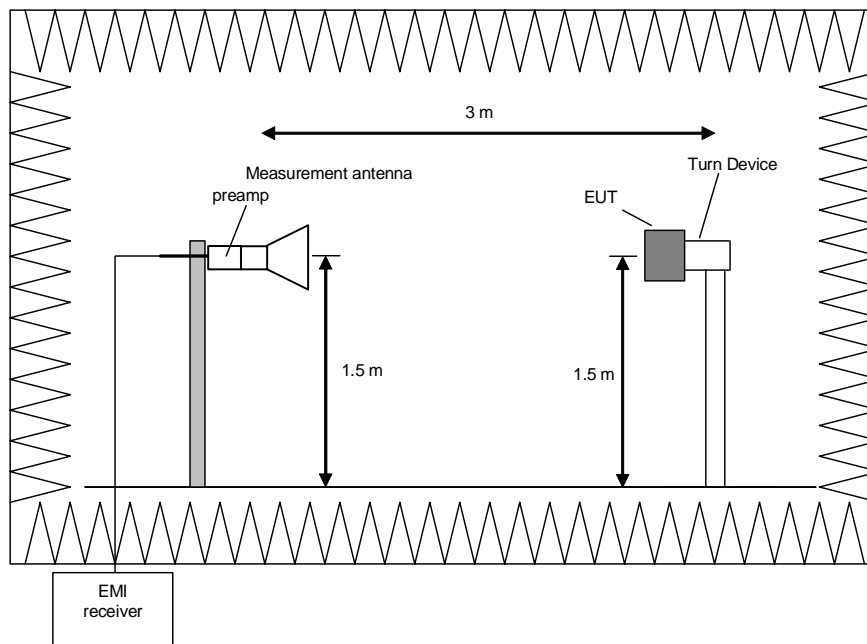 3 m
Measurement antenna
preamp
Turn Device
EUT
1.5 m
1.5 m
EMI
receiver